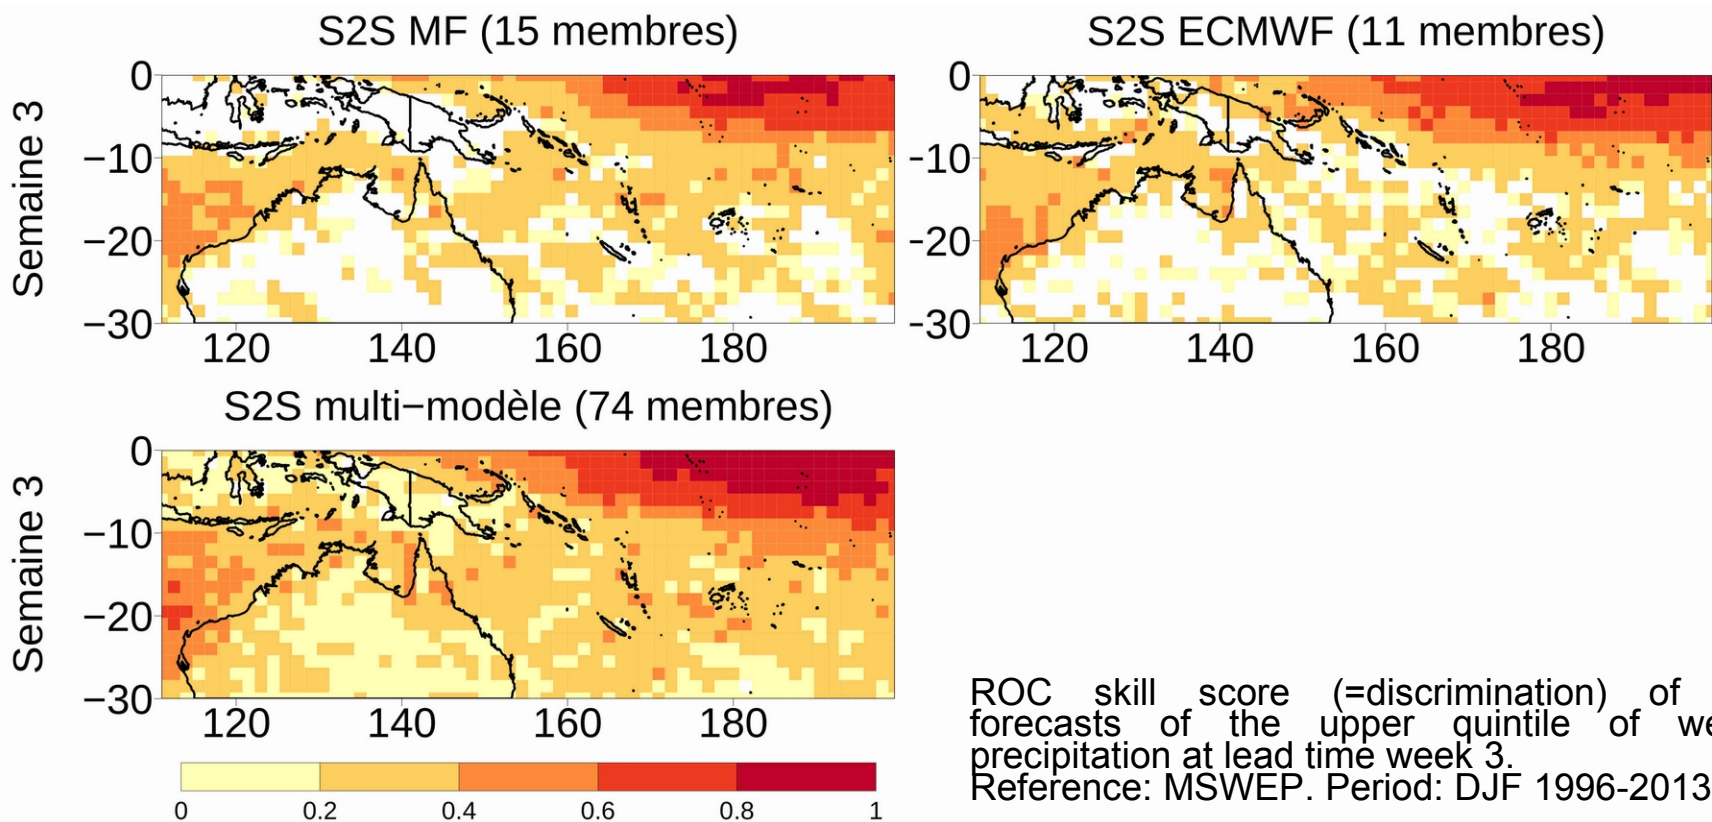 S2S MF (15 membres)
S2S ECMWF (11 membres)
Semaine 3
0
−10
−20
−30
120 140 160 180
0
−10
−20
−30
120 140 160 180
S2S multi−modèle (74 membres)
Semaine 3
0
−10
−20
−30
120 140 160 180
0 0.2 0.4 0.6 0.8 1
ROC skill score (=discrimination) of
forecasts of the upper quintile of
precipitation at lead time week 3.
Reference: MSWEP. Period: DJF 1996-2013